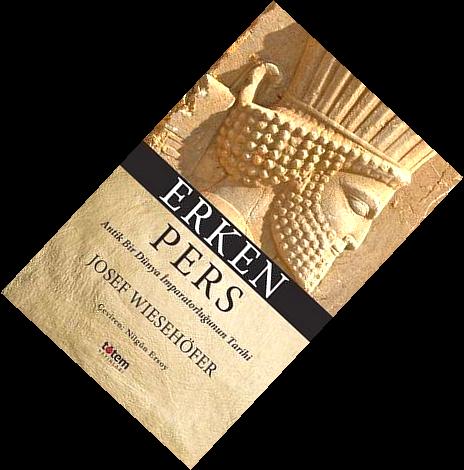 ERKEN
PERS
Antik Bir Dünya İmparatorluğunun Tarihi
JOSEF WIESEHÖFER
Çeviren: Nilgün Ersoy
totem